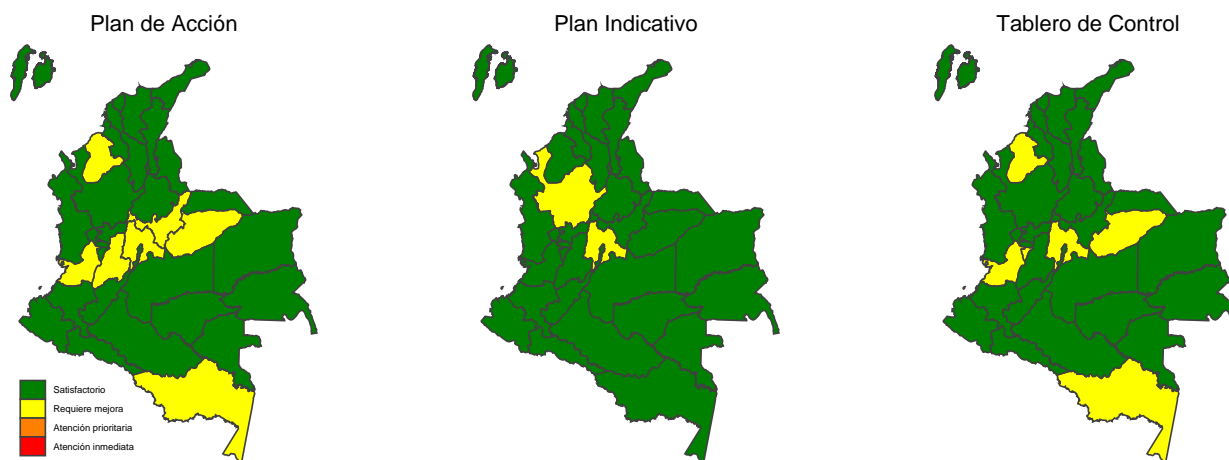 Plan de Acción
Plan Indicativo
Tablero de Control
Satisfactorio
Requiere mejora
Atención prioritaria
Atención inmediata